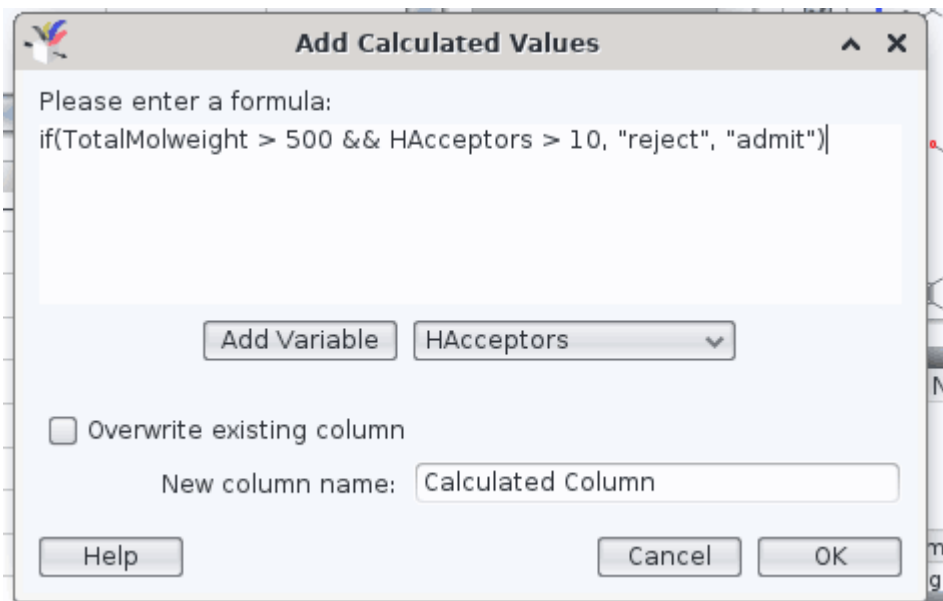 Add Calculated Values
Please enter a formula:
if(TotalMolweight > 500 && HAcceptors > 10, "reject", "admit")
Add Variable
HAcceptors
Overwrite existing column
New column name: Calculated Column
Help
Cancel
OK